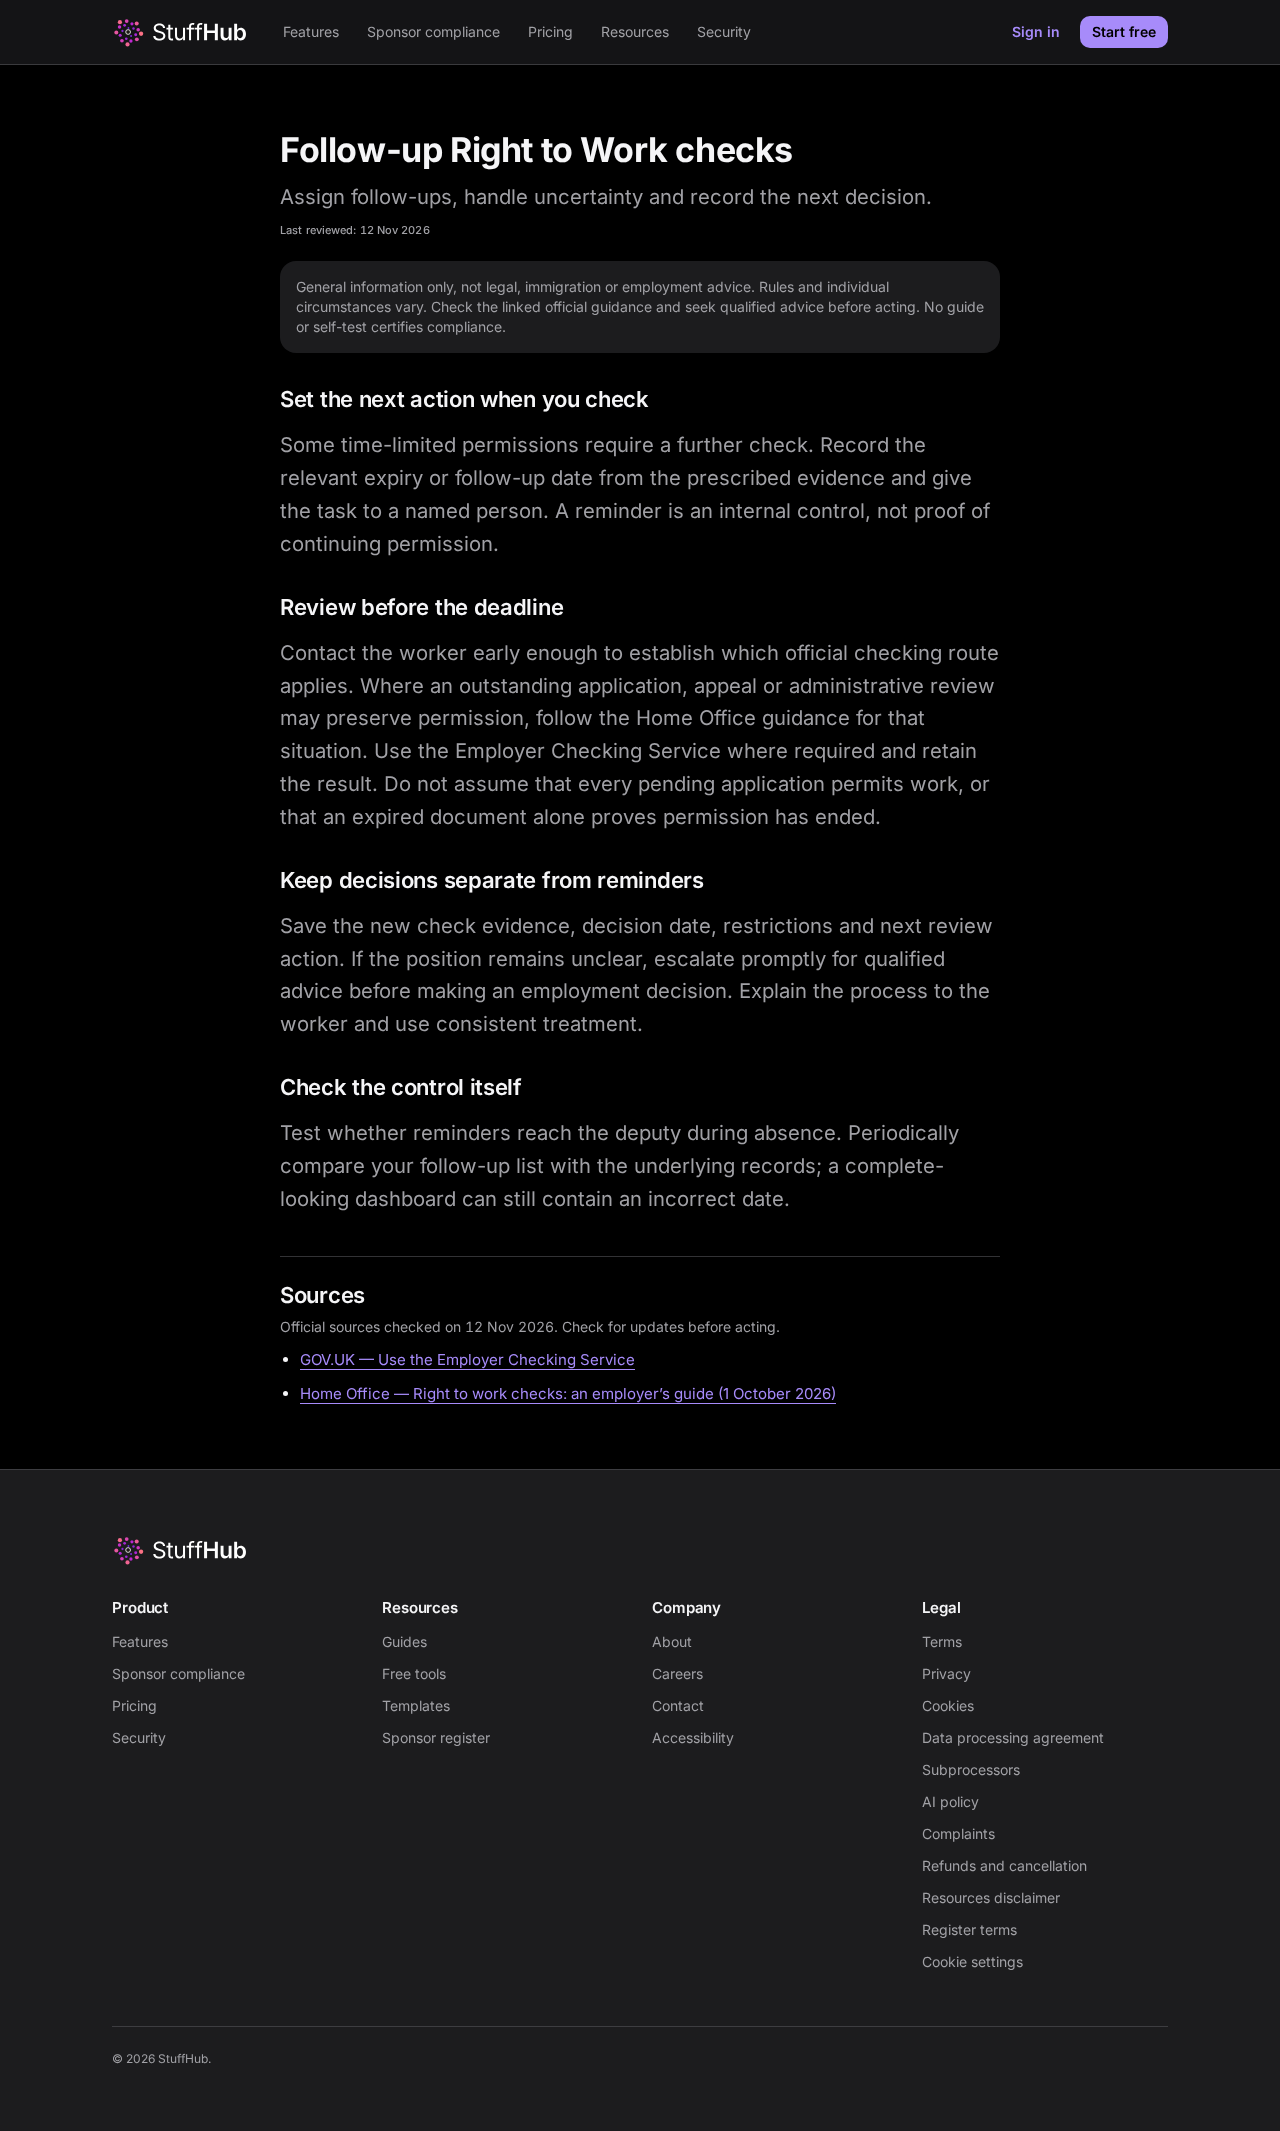 StuffHub
Features
Sponsor compliance
Pricing
Resources
Security
Sign in
Start free
Follow-up Right to Work checks
Assign follow-ups, handle uncertainty and record the next decision.
Last reviewed: 12 Nov 2026
General information only, not legal, immigration or employment advice. Rules and individual
circumstances vary. Check the linked official guidance and seek qualified advice before acting. No guide
or self-test certifies compliance.
Set the next action when you check
Some time-limited permissions require a further check. Record the
relevant expiry or follow-up date from the prescribed evidence and give
the task to a named person. A reminder is an internal control, not proof of
continuing permission.
Review before the deadline
Contact the worker early enough to establish which official checking route
applies. Where an outstanding application, appeal or administrative review
may preserve permission, follow the Home Office guidance for that
situation. Use the Employer Checking Service where required and retain
the result. Do not assume that every pending application permits work, or
that an expired document alone proves permission has ended.
Keep decisions separate from reminders
Save the new check evidence, decision date, restrictions and next review
action. If the position remains unclear, escalate promptly for qualified
advice before making an employment decision. Explain the process to the
worker and use consistent treatment.
Check the control itself
Test whether reminders reach the deputy during absence. Periodically
compare your follow-up list with the underlying records; a complete-
looking dashboard can still contain an incorrect date.
Sources
Official sources checked on 12 Nov 2026. Check for updates before acting.
• GOV.UK — Use the Employer Checking Service
• Home Office — Right to work checks: an employer’s guide (1 October 2026)
StuffHub
Product
Features
Sponsor compliance
Pricing
Security
Resources
Guides
Free tools
Templates
Sponsor register
Company
About
Careers
Contact
Accessibility
Legal
Terms
Privacy
Cookies
Data processing agreement
Subprocessors
AI policy
Complaints
Refunds and cancellation
Resources disclaimer
Register terms
Cookie settings
© 2026 StuffHub.